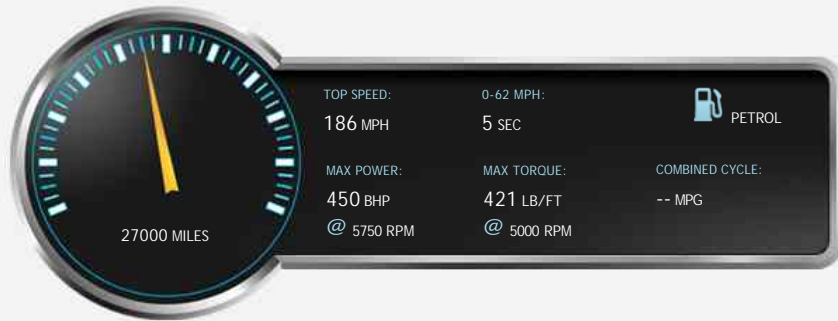 TOP SPEED:
186 MPH
0-62 MPH:
5 SEC
PETROL
MAX POWER:
450 BHP
@ 5750 RPM
MAX TORQUE:
421 LB/FT
@ 5000 RPM
COMBINED CYCLE:
-- MPG
27000 MILES